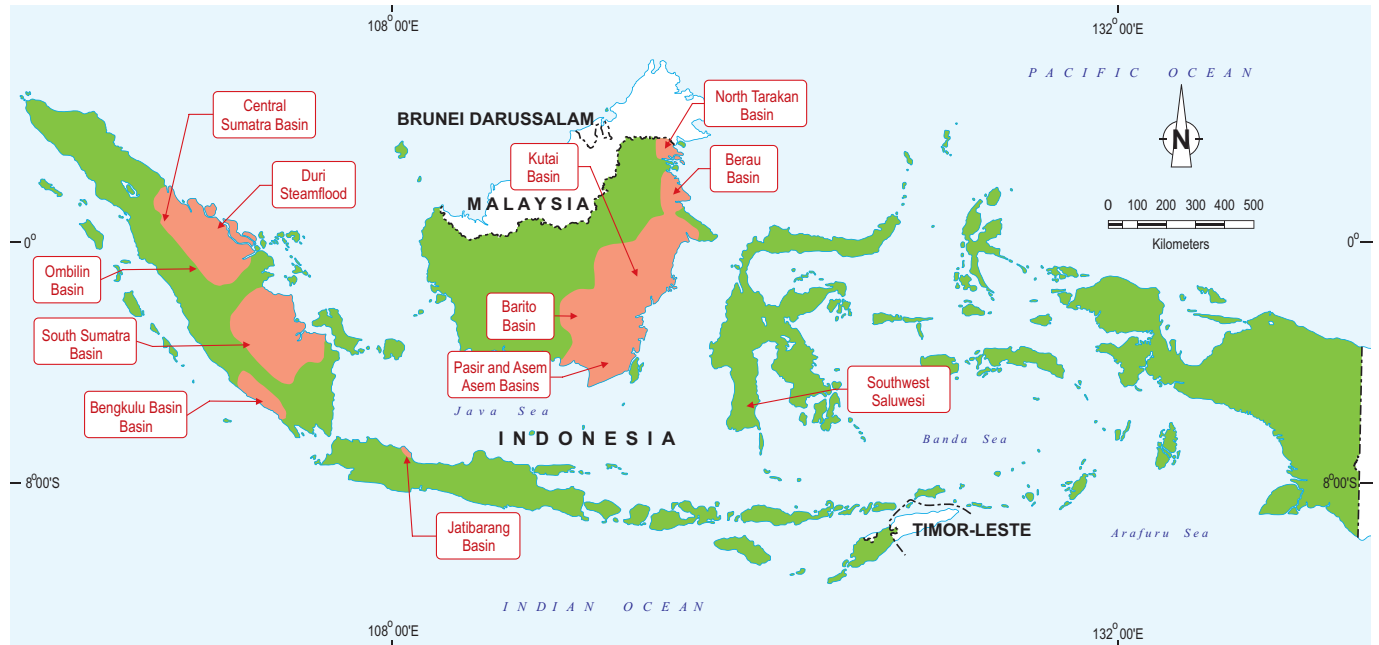 108°00'E
132°00'E
PACIFIC OCEAN
Central
Sumatra Basin
BRUNEI DARUSSALAM
North Tarakan
Basin
N
Duri
Steamflood
Kutai
Basin
Berau
Basin
MALAYSIA
0 100 200 300 400 500
Kilometers
0°
0°
Ombilin
Basin
South Sumatra
Basin
Barito
Basin
Pasir and Asem
Asem Basins
Bengkulu Basin
Basin
Southwest
Saluwesi
Java Sea
INDONESIA
Banda Sea
8°00'S
8°00'S
Jatibarang
Basin
TIMOR-LESTE
Arafuru Sea
INDIAN OCEAN
108°00'E
132°00'E